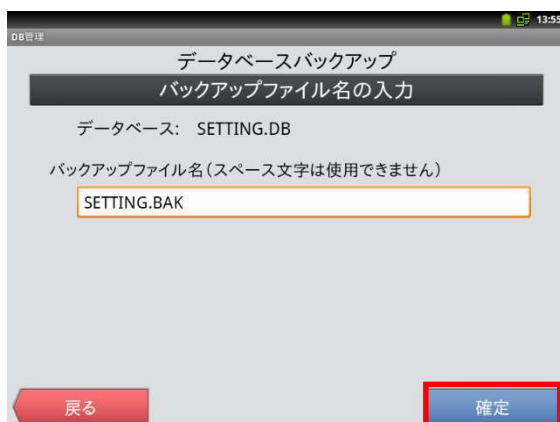 13:55
DB管理
データベースバックアップ
バックアップファイル名の入力
データベース: SETTING.DB
バックアップファイル名(スペース文字は使用できません)
SETTING.BAK
戻る
確定